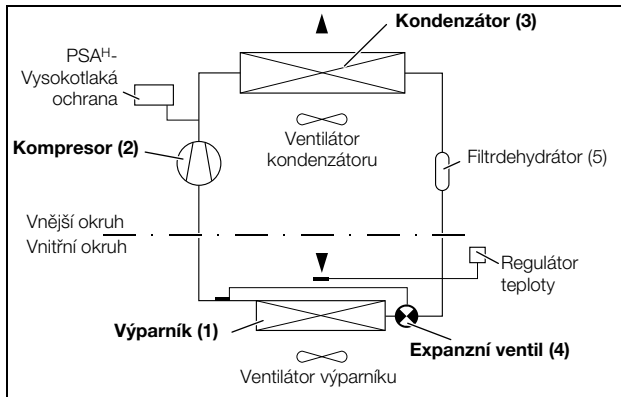 Kondenzátor (3)
PSAH-
Vysokotlaká
ochrana
Ventilátor
kondenzátoru
Kompresor (2)
Filtrdehydrátor (5)
Vnější okruh
Vnitřní okruh
Regulátor
teploty
Výparník (1)
Expanzní ventil (4)
Ventilátor výparníku